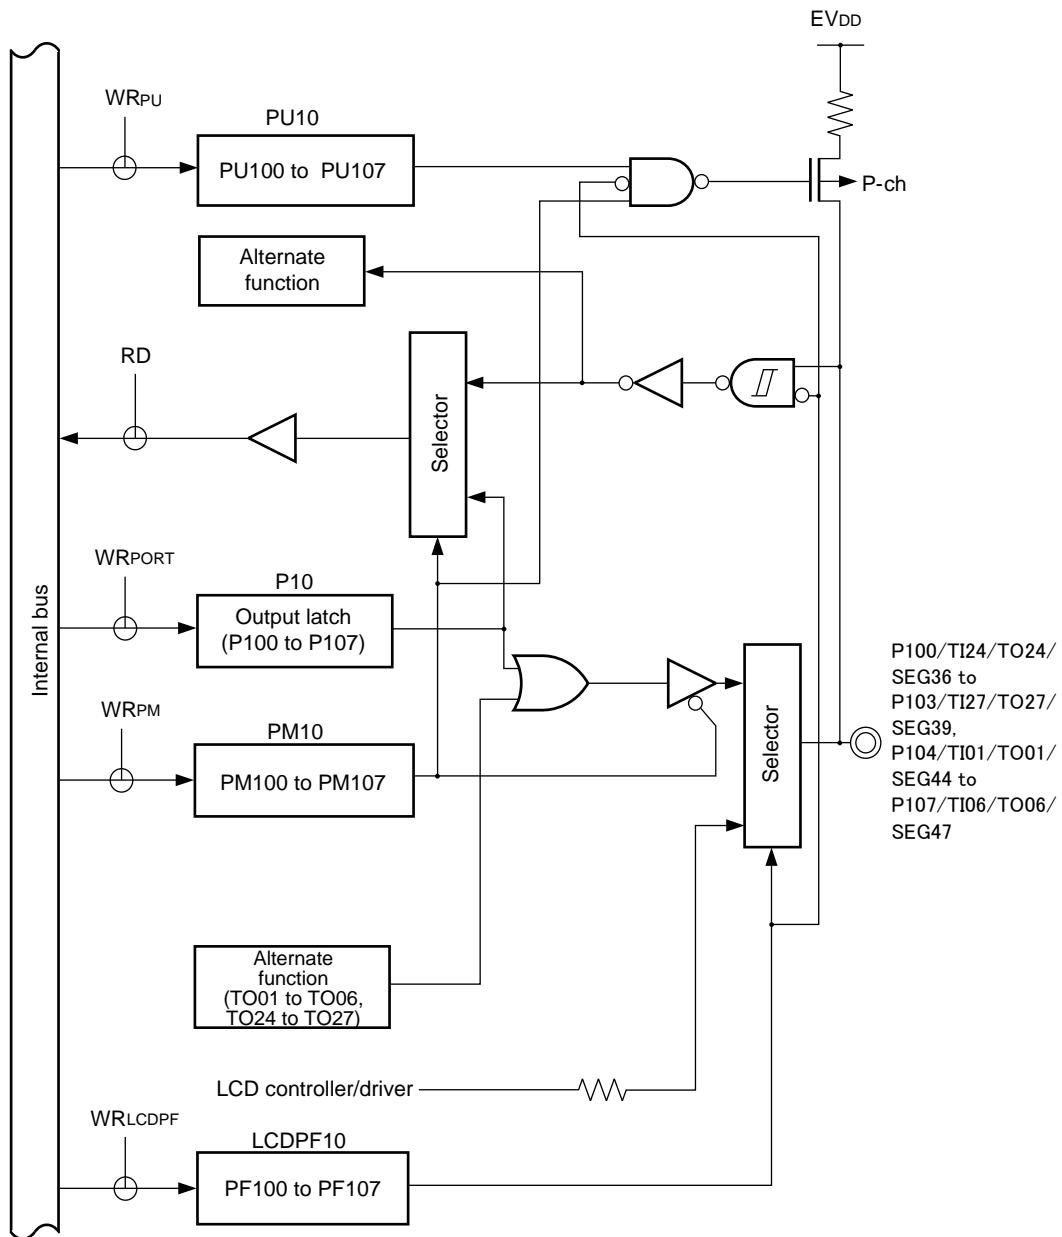 EVDD
WRPU
PU10
PU100 to PU107
P-ch
Alternate
function
RD
Selector
Internal bus
WRPORT
P10
Output latch
(P100 to P107)
WRPM
PM10
PM100 to PM107
Selector
P100/TI24/TO24/
SEG36 to
P103/TI27/TO27/
SEG39,
P104/TI01/TO01/
SEG44 to
P107/TI06/TO06/
SEG47
Alternate
function
(TO01 to TO06,
TO24 to TO27)
LCD controller/driver
WRLCDPF
LCDPF10
PF100 to PF107